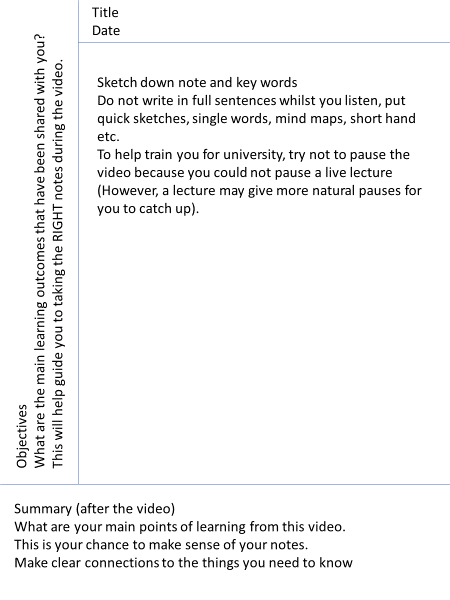 Title
Date
Objectives
What are the main learning outcomes that have been shared with you?
This will help guide you to taking the RIGHT notes during the video.
Sketch down note and key words
Do not write in full sentences whilst you listen, put
quick sketches, single words, mind maps, short hand
etc.
To help train you for university, try not to pause the
video because you could not pause a live lecture
(However, a lecture may give more natural pauses for
you to catch up).
Summary (after the video)
What are your main points of learning from this video.
This is your chance to make sense of your notes.
Make clear connections to the things you need to know